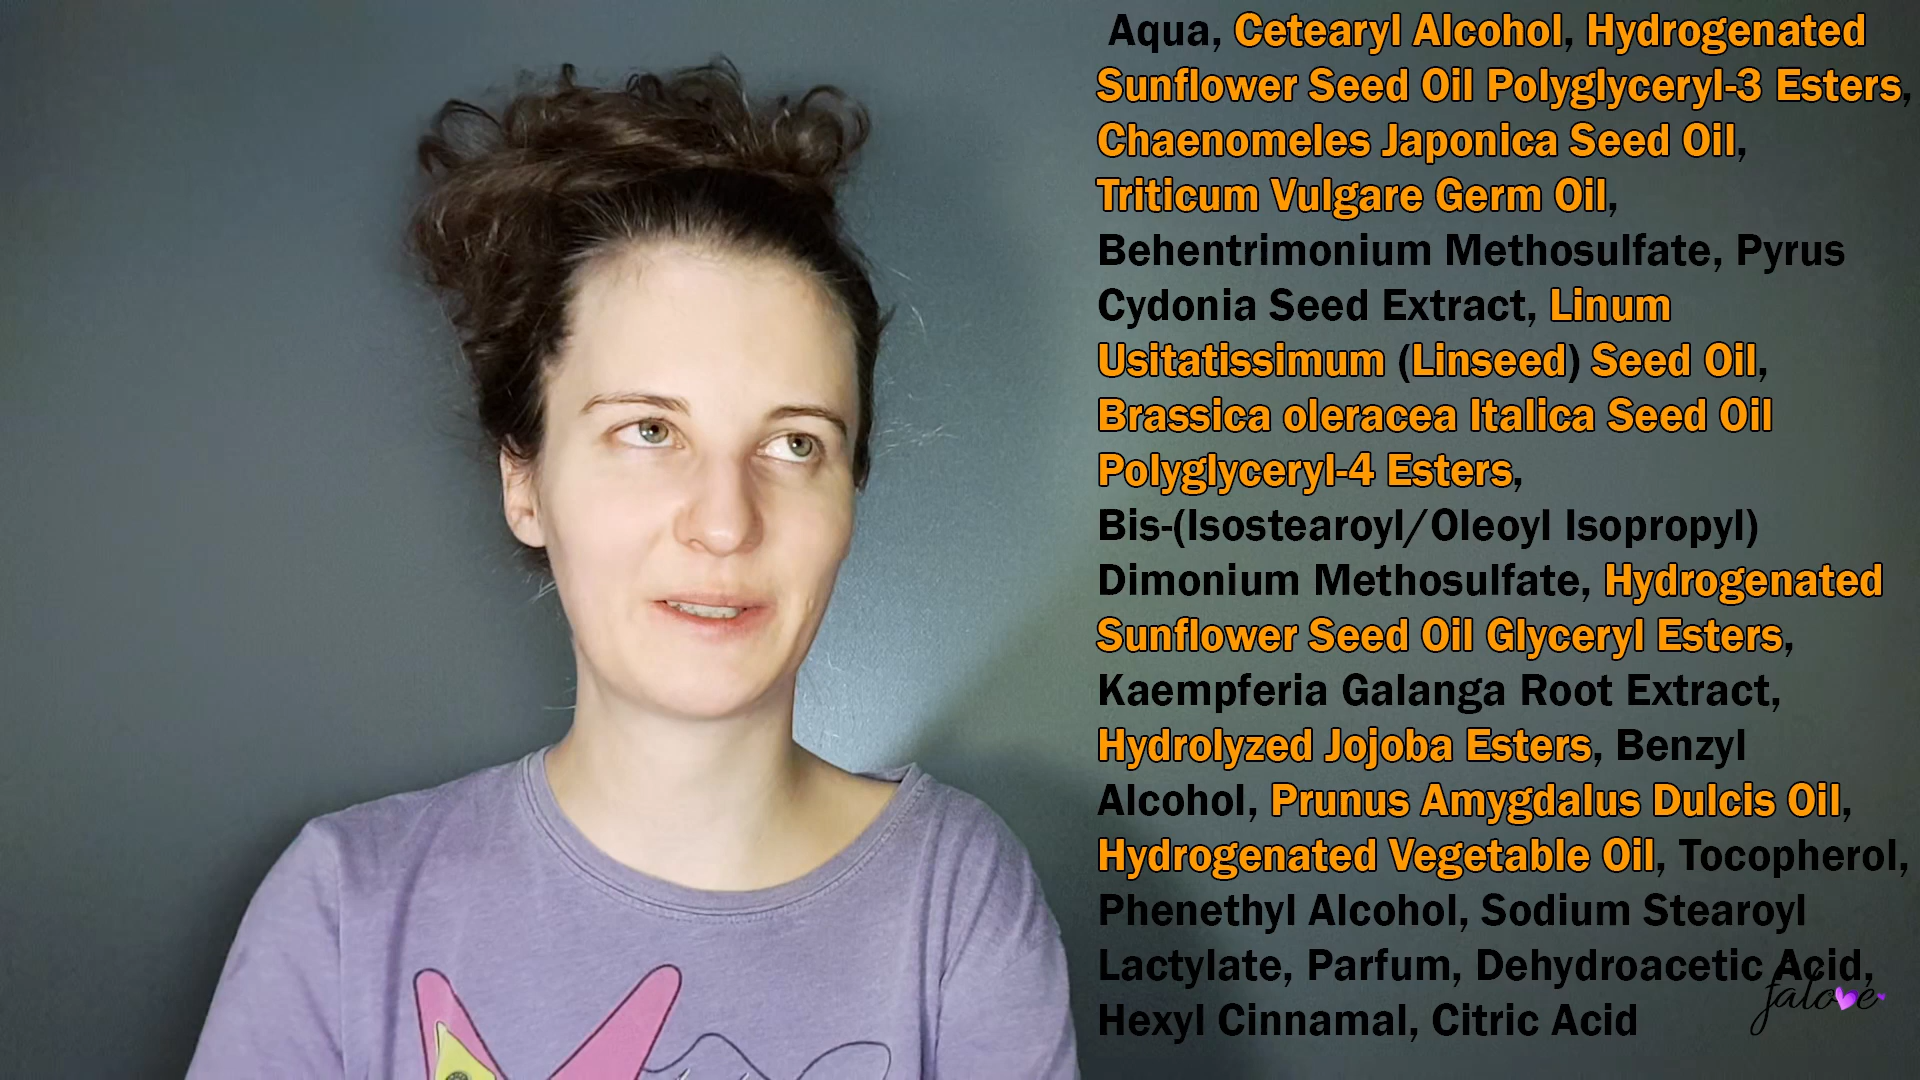 Aqua, Cetearyl Alcohol, Hydrogenated
Sunflower Seed Oil Polyglyceryl-3 Esters,
Chaenomeles Japonica Seed Oil,
Triticum Vulgare Germ Oil,
Behentrimonium Methosulfate, Pyrus
Cydonia Seed Extract, Linum
Usitatissimum (Linseed) Seed Oil,
Brassica oleracea Italica Seed Oil
Polyglyceryl-4 Esters,
Bis-(Isostearoyl/Oleoyl Isopropyl)
Dimonium Methosulfate, Hydrogenated
Sunflower Seed Oil Glyceryl Esters,
Kaempferia Galanga Root Extract,
Hydrolyzed Jojoba Esters, Benzyl
Alcohol, Prunus Amygdalus Dulcis Oil,
Hydrogenated Vegetable Oil, Tocopherol,
Phenethyl Alcohol, Sodium Stearoyl
Lactylate, Parfum, Dehydroacetic Acid,
Hexyl Cinnamal, Citric Acid
falove